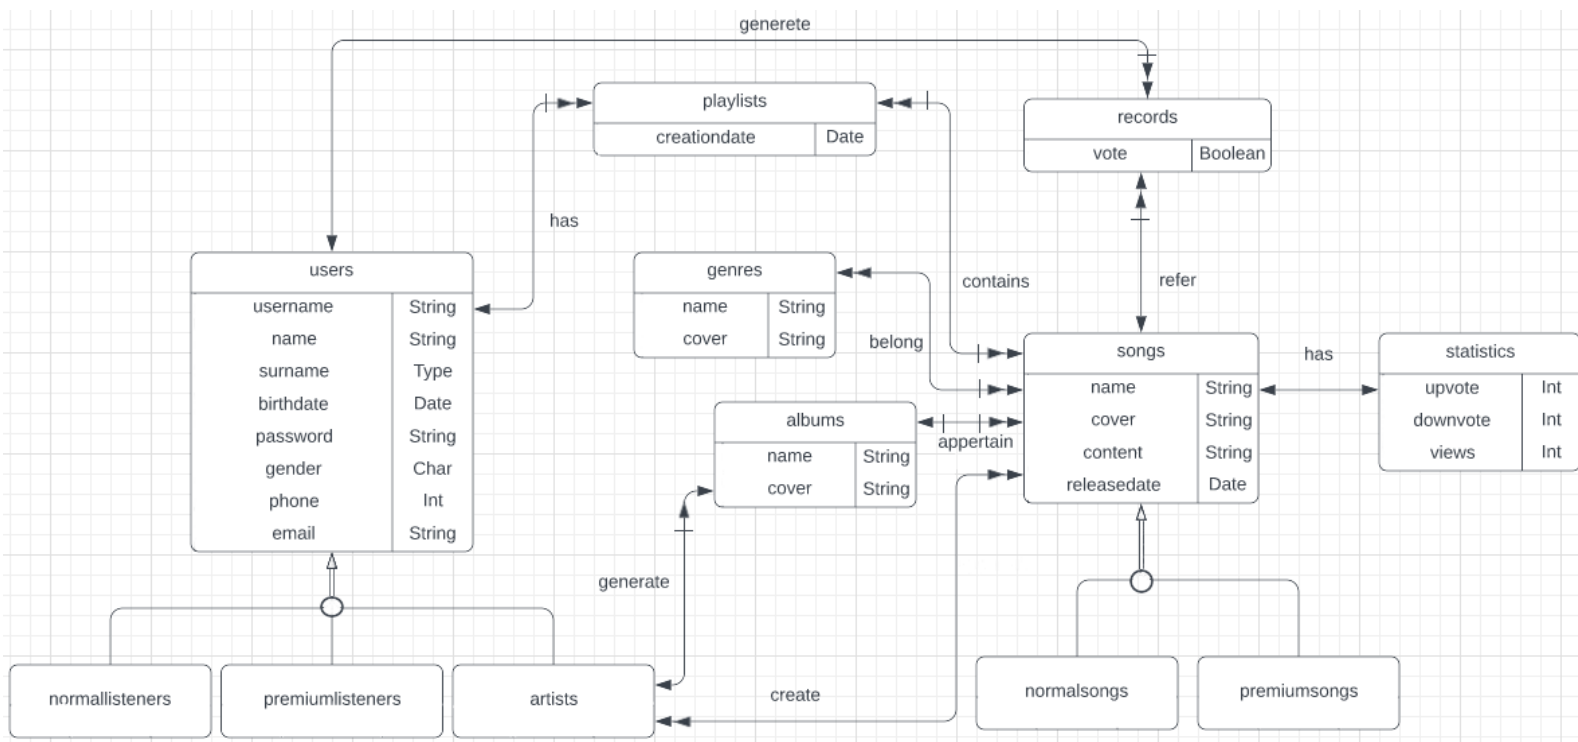 generete
playlists
creationdate Date
records
vote Boolean
has
users
username String
name String
surname Type
birthdate Date
password String
gender Char
phone Int
email String
genres
name String
cover String
contains
refer
belong
albums
name String
cover String
appertain
songs
name String
cover String
content String
releasedate Date
has
statistics
upvote Int
downvote Int
views Int
generate
create
normallisteners
premiumlisteners
artists
normalsongs
premiumsongs